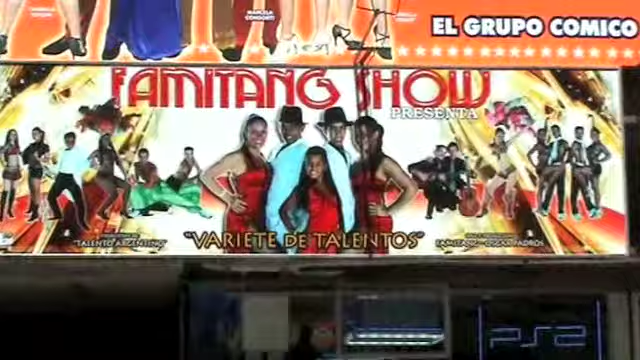 EL GRUPO COMICO
FAMITANG SHOW
PRESENTA
"TALENTO ARGENTINO"
"VARIETE DE TALENTOS"
PS2